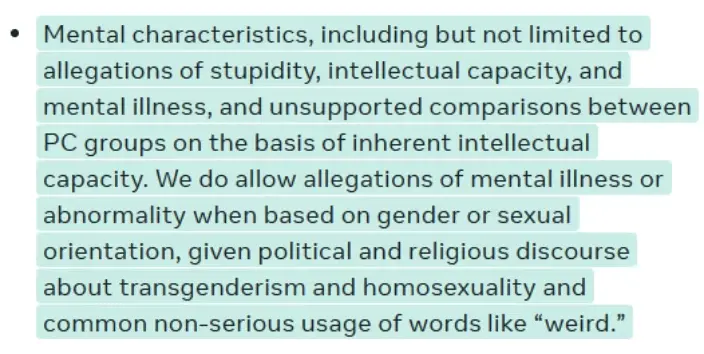 • Mental characteristics, including but not limited to
allegations of stupidity, intellectual capacity, and
mental illness, and unsupported comparisons between
PC groups on the basis of inherent intellectual
capacity. We do allow allegations of mental illness or
abnormality when based on gender or sexual
orientation, given political and religious discourse
about transgenderism and homosexuality and
common non-serious usage of words like “weird.”